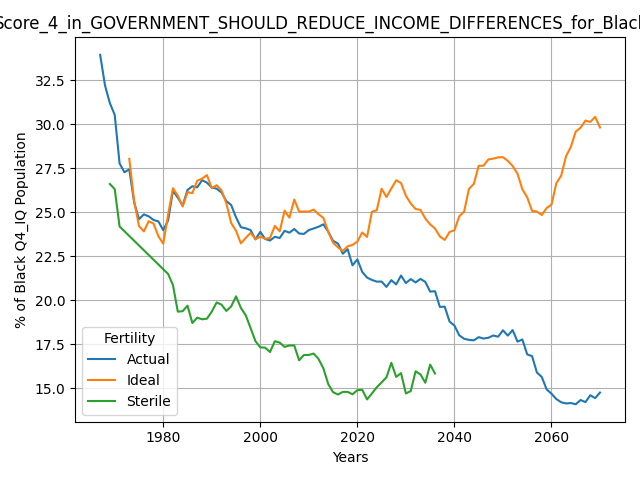 Score_4_in_GOVERNMENT_SHOULD_REDUCE_INCOME_DIFFERENCES_for_Black
% of Black Q4_IQ Population
32.5
30.0
27.5
25.0
22.5
20.0
17.5
15.0
Fertility
Actual
Ideal
Sterile
1980
2000
2020
2040
2060
Years